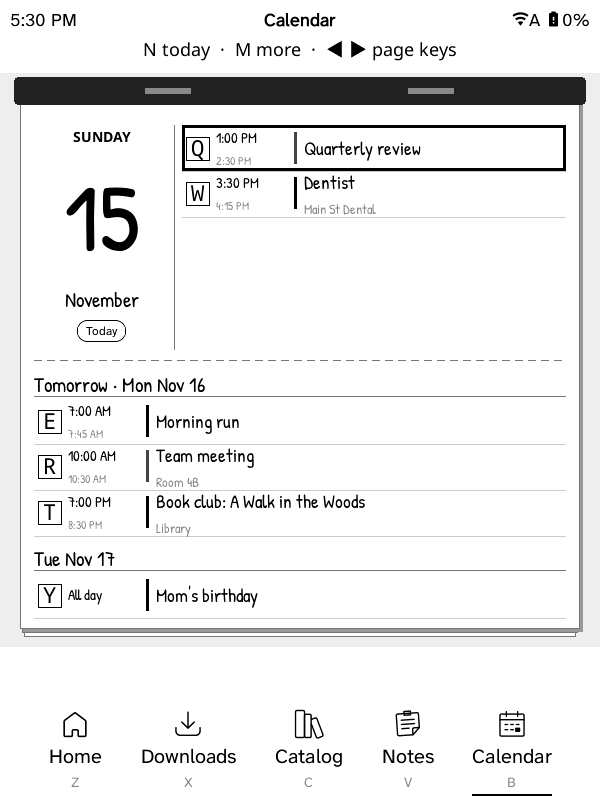 5:30 PM Calendar A 0%
N today · M more · ◀ ▶ page keys
SUNDAY
15
November
Today
Q 1:00 PM Quarterly review
2:30 PM
W 3:30 PM Dentist
4:15 PM Main St Dental
Tomorrow · Mon Nov 16
E 7:00 AM Morning run
7:45 AM
R 10:00 AM Team meeting
10:30 AM Room 4B
T 7:00 PM Book club: A Walk in the Woods
8:30 PM Library
Tue Nov 17
Y All day Mom's birthday
Home Downloads Catalog Notes Calendar
Z X C V B